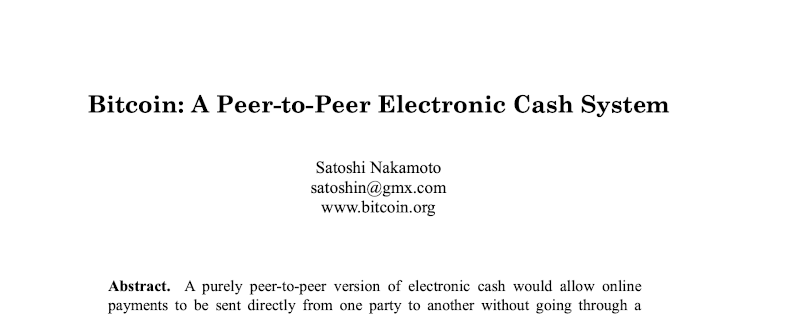 Bitcoin: A Peer-to-Peer Electronic Cash System
Satoshi Nakamoto
satoshin@gmx.com
www.bitcoin.org
Abstract. A purely peer-to-peer version of electronic cash would allow online
payments to be sent directly from one party to another without going through a